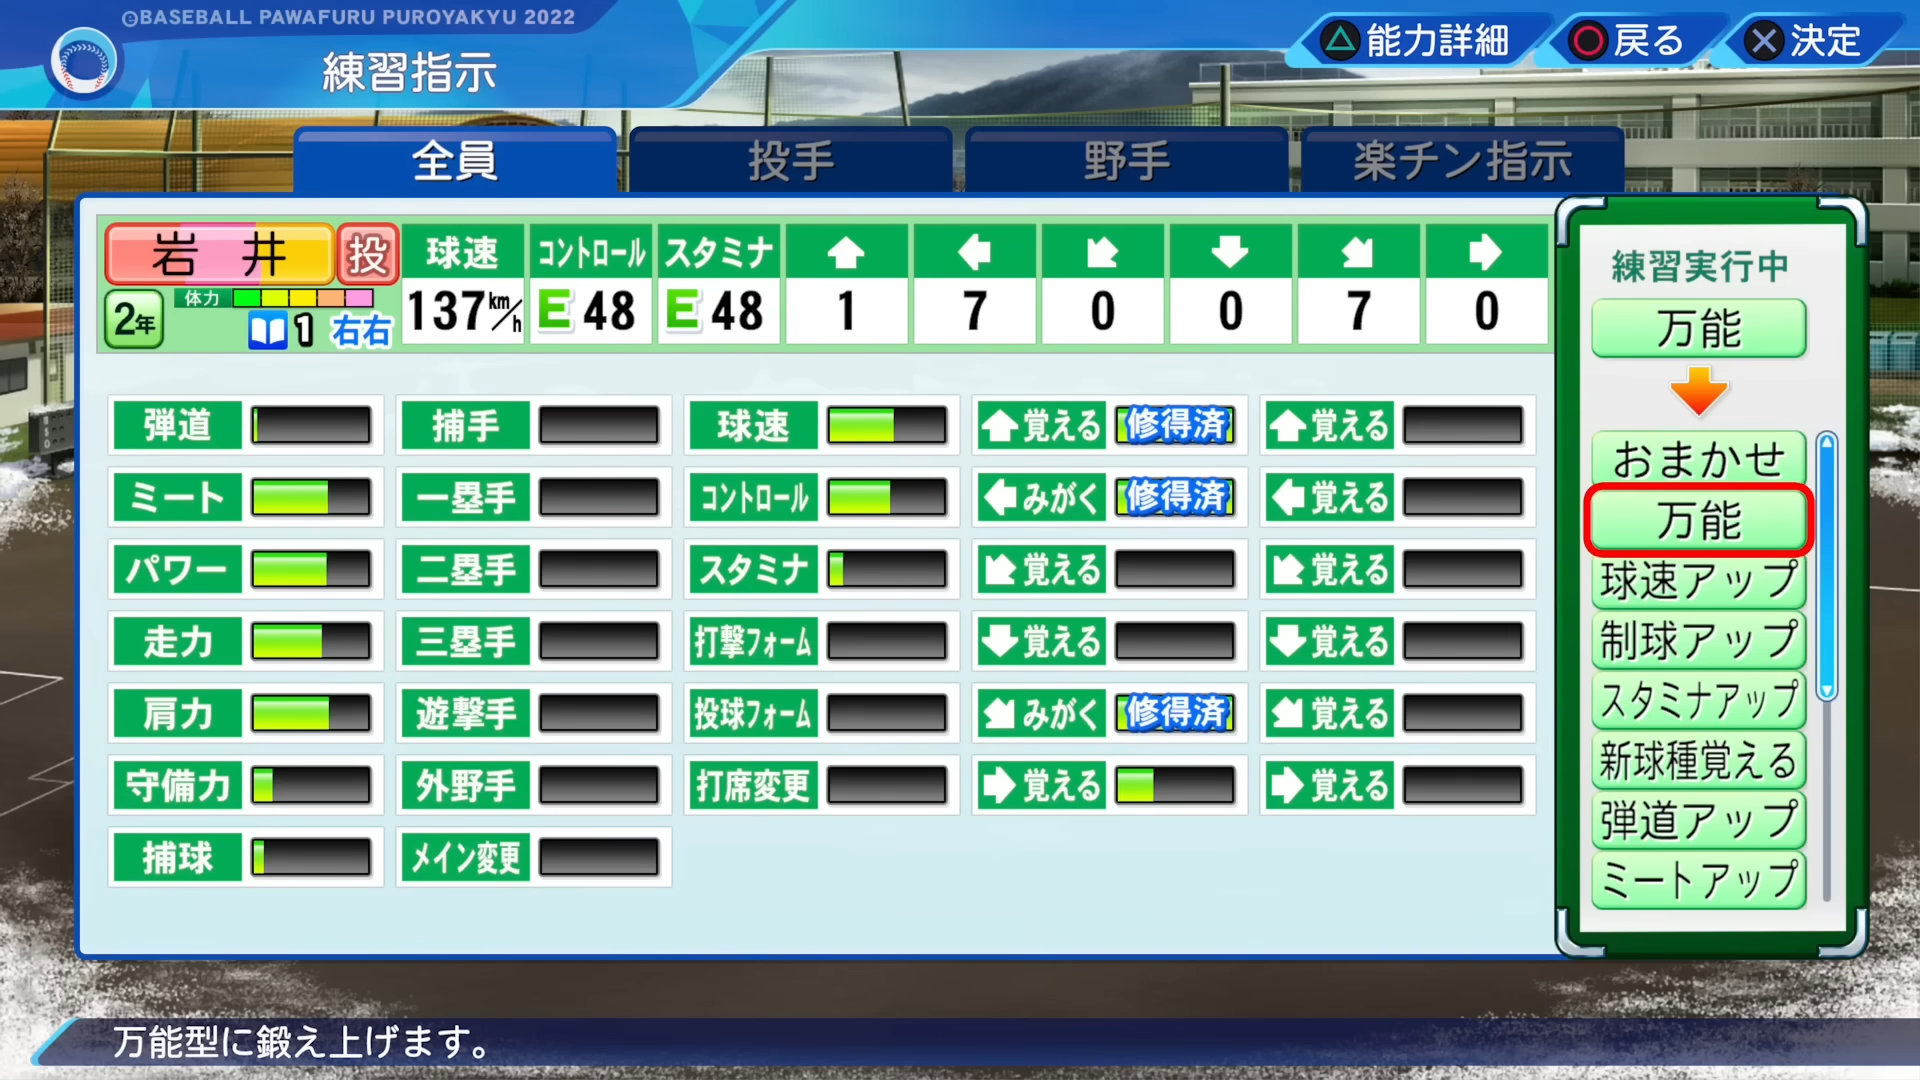 eBASEBALL PAWAFURU PUROYAKYU 2022
練習指示
能力詳細 戻る 決定
全員 投手 野手 楽チン指示
岩井 投 球速 コントロール スタミナ
2年 体力 1 右右 137km/h E 48 E 48 1 7 0 0 7 0
弾道 捕手 球速 覚える 修得済 覚える
ミート 一塁手 コントロール みがく 修得済 覚える
パワー 二塁手 スタミナ 覚える 覚える
走力 三塁手 打撃フォーム 覚える 覚える
肩力 遊撃手 投球フォーム みがく 修得済 覚える
守備力 外野手 打席変更 覚える 覚える
捕球 メイン変更
練習実行中
万能
おまかせ
万能
球速アップ
制球アップ
スタミナアップ
新球種覚える
弾道アップ
ミートアップ
万能型に鍛え上げます。